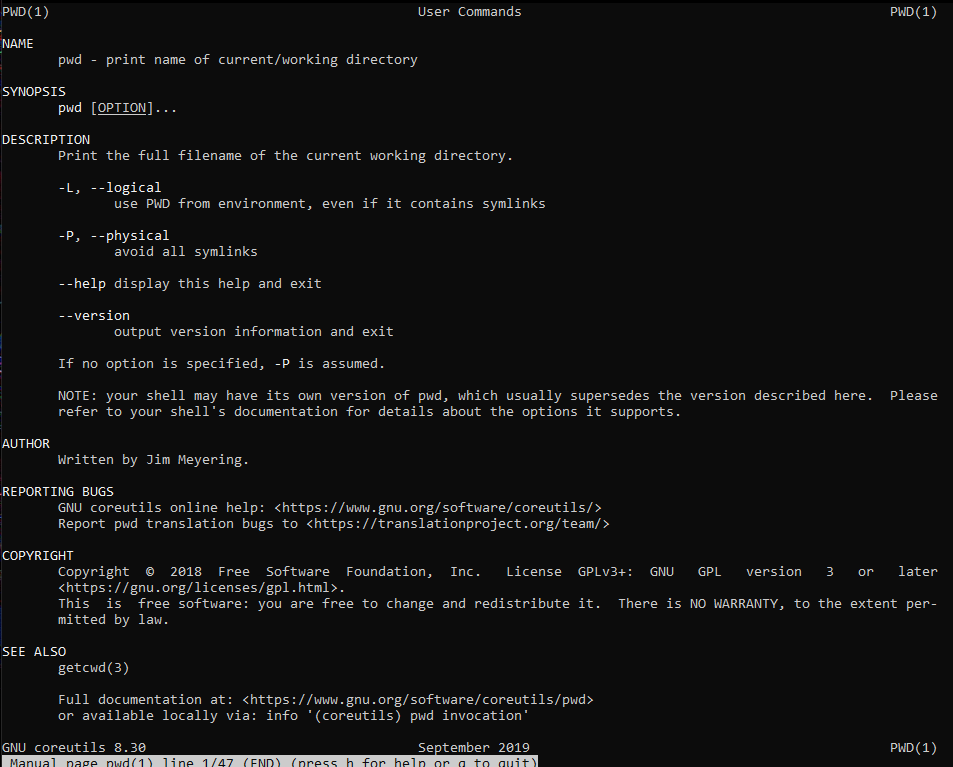 PWD(1) User Commands PWD(1)
NAME
pwd - print name of current/working directory
SYNOPSIS
pwd [OPTION]...
DESCRIPTION
Print the full filename of the current working directory.
-L, --logical
use PWD from environment, even if it contains symlinks
-P, --physical
avoid all symlinks
--help display this help and exit
--version
output version information and exit
If no option is specified, -P is assumed.
NOTE: your shell may have its own version of pwd, which usually supersedes the version described here. Please
refer to your shell's documentation for details about the options it supports.
AUTHOR
Written by Jim Meyering.
REPORTING BUGS
GNU coreutils online help: <https://www.gnu.org/software/coreutils/>
Report pwd translation bugs to <https://translationproject.org/team/>
COPYRIGHT
Copyright © 2018 Free Software Foundation, Inc. License GPLv3+: GNU GPL version 3 or later
<https://gnu.org/licenses/gpl.html>.
This is free software: you are free to change and redistribute it. There is NO WARRANTY, to the extent per-
mitted by law.
SEE ALSO
getcwd(3)
Full documentation at: <https://www.gnu.org/software/coreutils/pwd>
or available locally via: info '(coreutils) pwd invocation'
GNU coreutils 8.30 September 2019 PWD(1)
Manual page pwd(1) line 1/47 (END) (press h for help or q to quit)